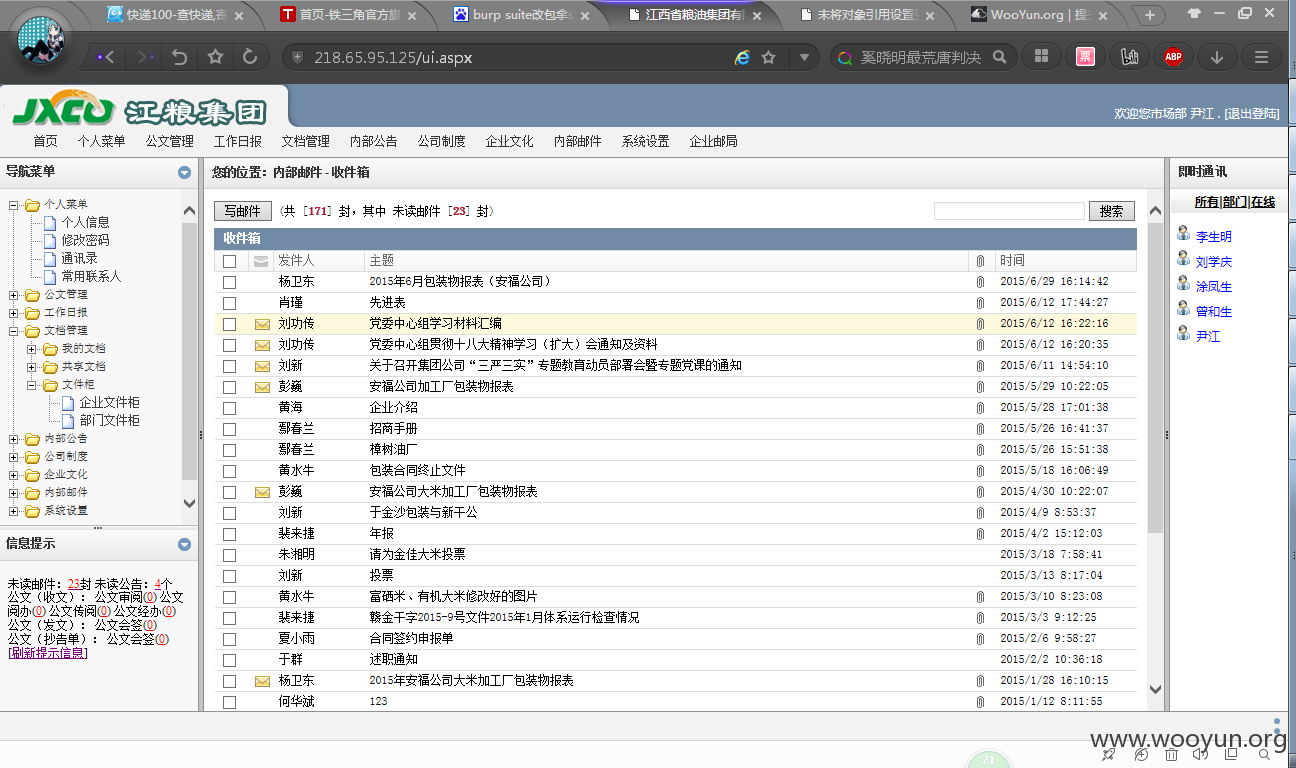 快递100-查快递,寄
首页-铁三角官方旗
burp suite改包拿
江西省粮油集团有
未将对象引用设置
WooYun.org | 提
218.65.95.125/ui.aspx
奚晓明最荒唐判决
票
ABP
JXCO 江粮集团
欢迎您市场部 尹江 . [退出登陆]
首页 个人菜单 公文管理 工作日报 文档管理 内部公告 公司制度 企业文化 内部邮件 系统设置 企业邮局
导航菜单
个人菜单
个人信息
修改密码
通讯录
常用联系人
公文管理
工作日报
文档管理
我的文档
共享文档
文件柜
企业文件柜
部门文件柜
内部公告
公司制度
企业文化
内部邮件
系统设置
信息提示
未读邮件：23封 未读公告：4个
公文（收文）： 公文审阅(0) 公文
阅办(0) 公文传阅(0) 公文经办(0)
公文（发文）： 公文会签(0)
公文（抄告单）： 公文会签(0)
[刷新提示信息]
您的位置：内部邮件 - 收件箱
写邮件 （共 [171] 封，其中 未读邮件 [23] 封）
搜索
收件箱
发件人 主题 时间
杨卫东 2015年6月包装物报表（安福公司） 2015/6/29 16:14:42
肖瑾 先进表 2015/6/12 17:44:27
刘功传 党委中心组学习材料汇编 2015/6/12 16:22:16
刘功传 党委中心组贯彻十八大精神学习（扩大）会通知及资料 2015/6/12 16:20:35
刘新 关于召开集团公司“三严三实”专题教育动员部署会暨专题党课的通知 2015/6/11 14:54:10
彭巍 安福公司加工厂包装物报表 2015/5/29 10:22:05
黄海 企业介绍 2015/5/28 17:01:38
鄢春兰 招商手册 2015/5/26 16:41:37
鄢春兰 樟树油厂 2015/5/26 15:51:38
黄水牛 包装合同终止文件 2015/5/18 16:06:49
彭巍 安福公司大米加工厂包装物报表 2015/4/30 10:22:07
刘新 于金沙包装与新干公 2015/4/9 8:53:37
裴来捷 年报 2015/4/2 15:12:03
朱湘明 请为金佳大米投票 2015/3/18 7:58:41
刘新 投票 2015/3/13 8:17:04
黄水牛 富硒米、有机大米修改好的图片 2015/3/10 8:23:08
裴来捷 赣金干字2015-9号文件2015年1月体系运行检查情况 2015/3/3 9:12:25
夏小雨 合同签约申报单 2015/2/6 9:58:27
于群 述职通知 2015/2/2 10:36:18
杨卫东 2015年安福公司大米加工厂包装物报表 2015/1/28 16:10:15
何华斌 123 2015/1/12 8:11:55
即时通讯
所有|部门|在线
李生明
刘学庆
涂凤生
曾和生
尹江
www.wooyun.org
71